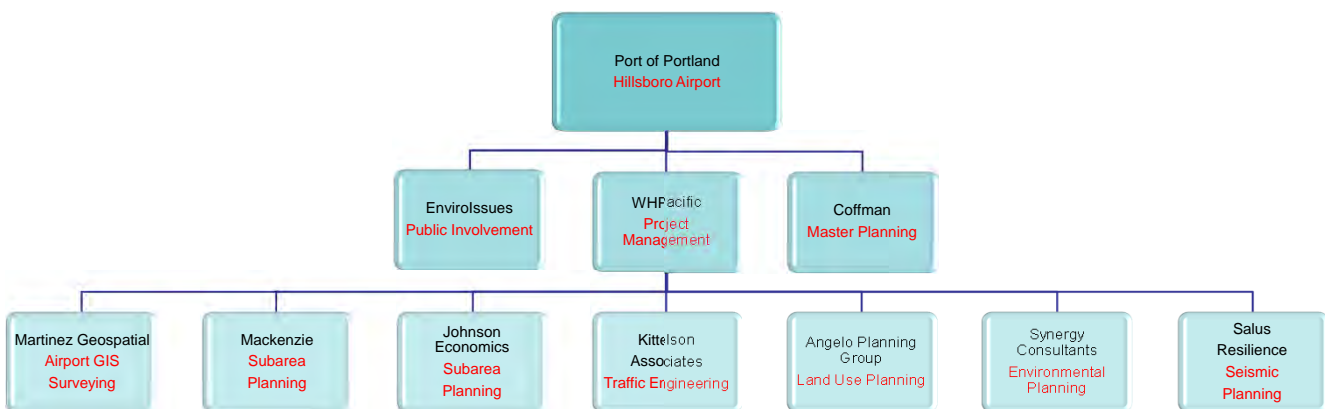 Port of Portland
Hillsboro Airport
EnviroIssues
Public Involvement
WHPacific
Project
Management
Coffman
Master Planning
Martinez Geospatial
Airport GIS
Surveying
Mackenzie
Subarea
Planning
Johnson
Economics
Subarea
Planning
Kittelson
Associates
Traffic Engineering
Angelo Planning
Group
Land Use Planning
Synergy
Consultants
Environmental
Planning
Salus
Resilience
Seismic
Planning